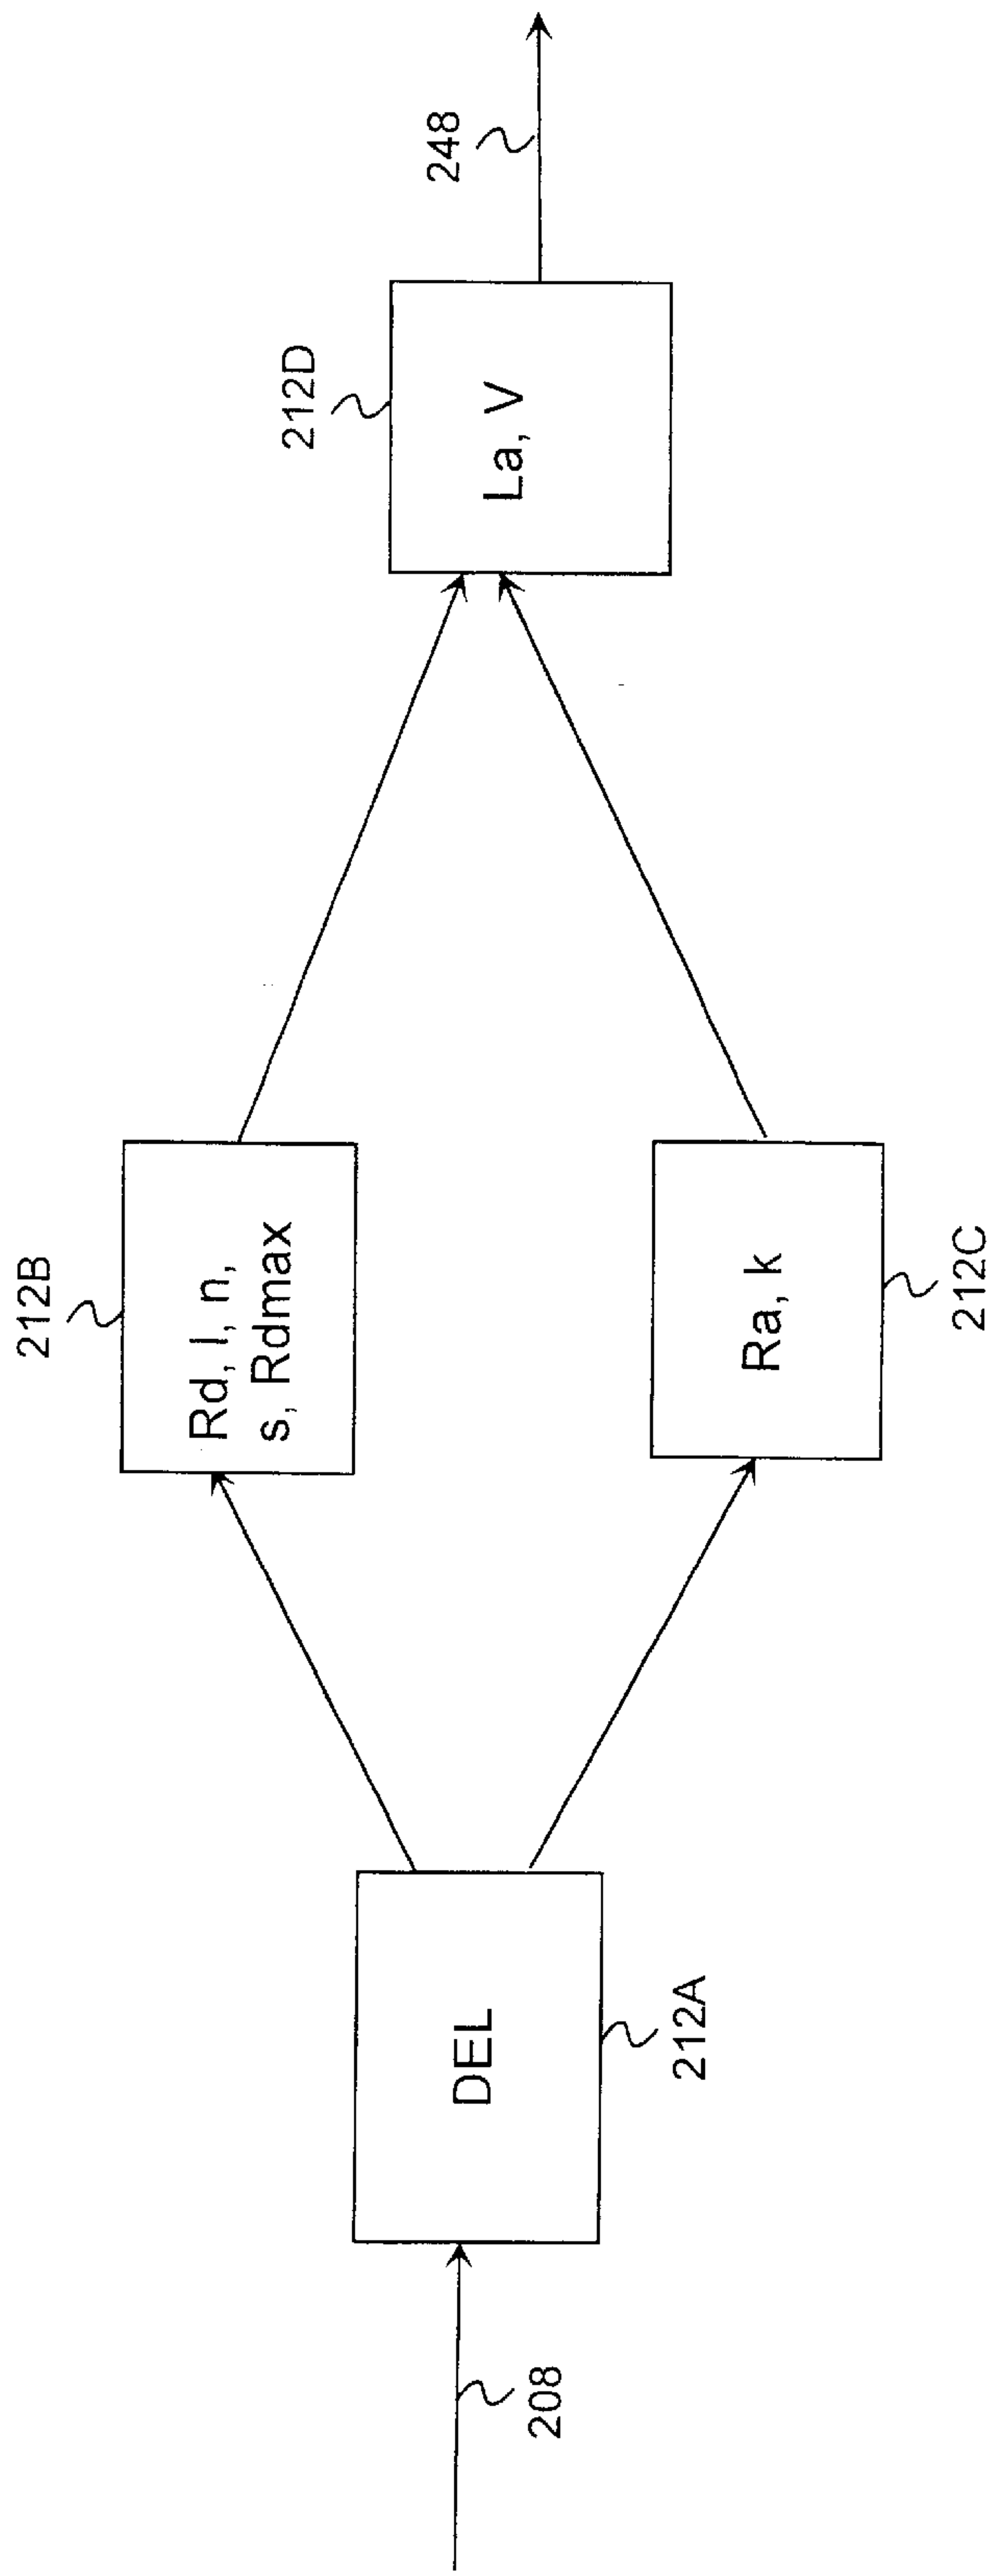 212B
Rd, l, n,
s, Rdmax
212D
La, V
248
DEL
212A
208
Ra, k
212C